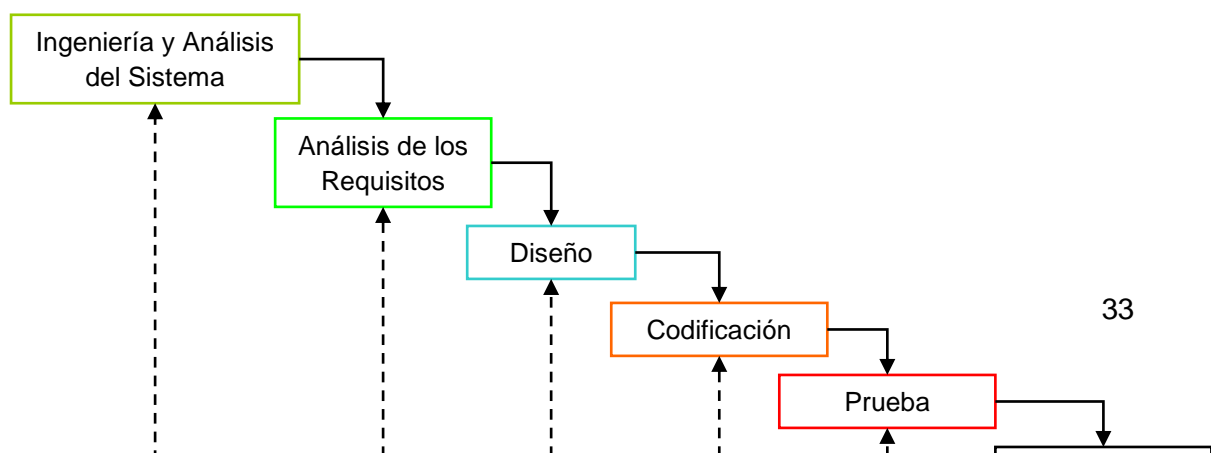 Ingeniería y Análisis
del Sistema
Análisis de los
Requisitos
Diseño
Codificación
33
Prueba